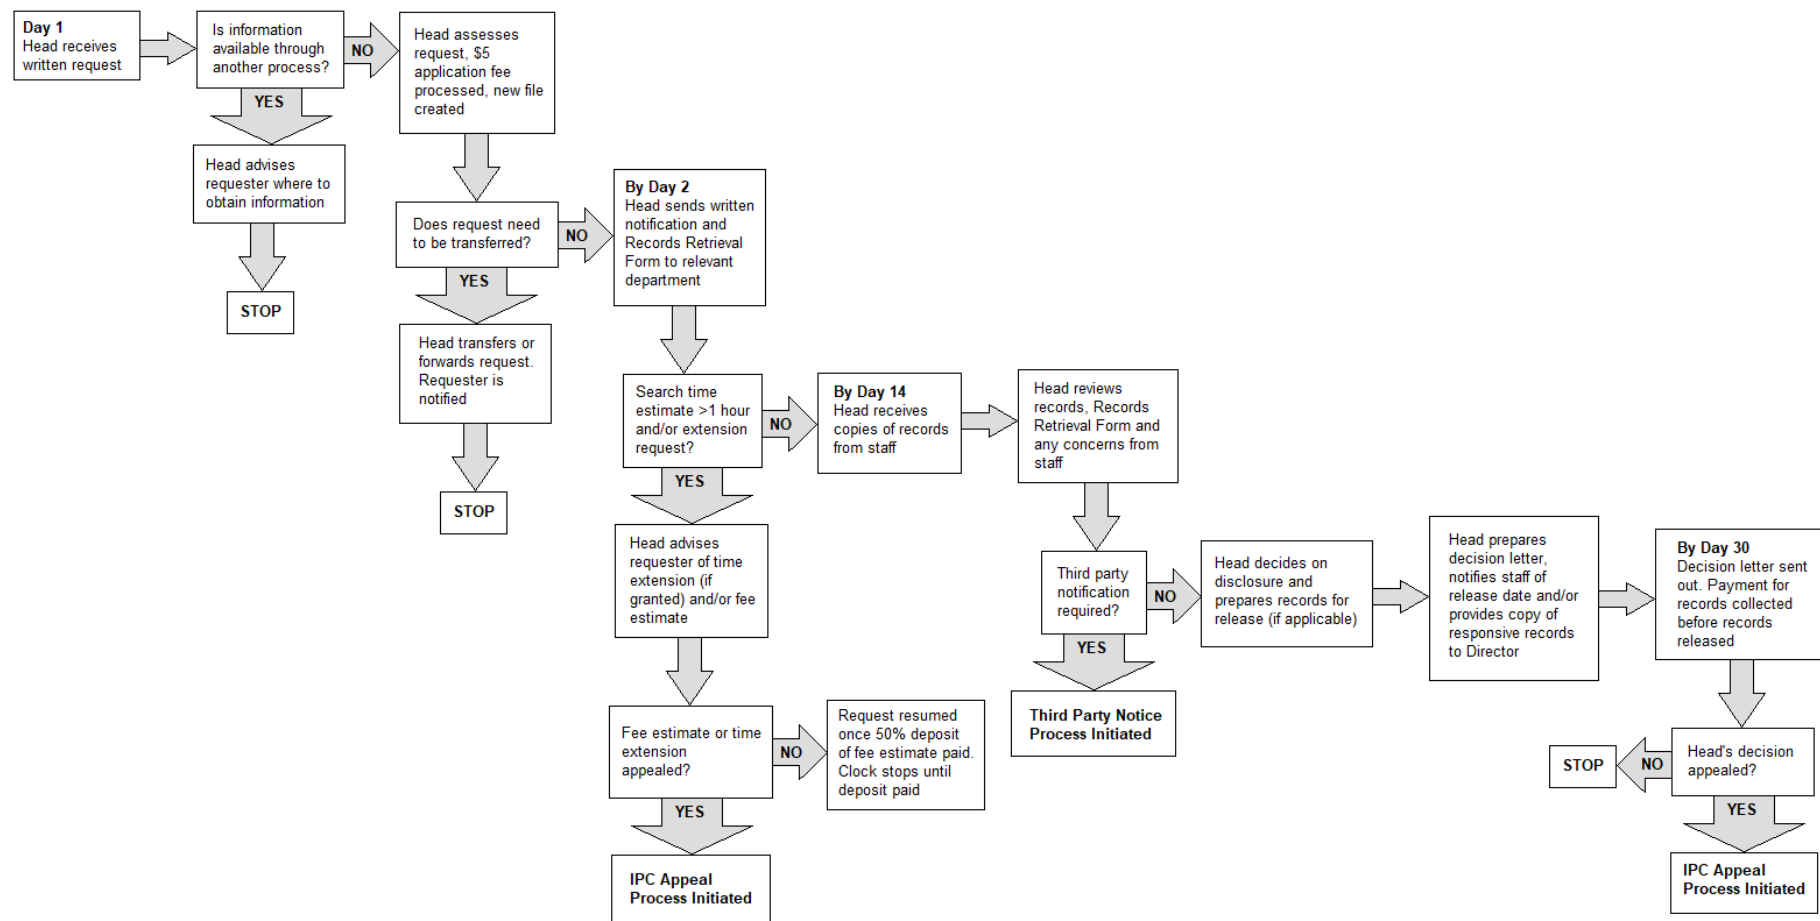 Day 1
Head receives
written request
Is information
available through
another process?
NO
Head assesses
request, $5
application fee
processed, new file
created
YES
Head advises
requester where to
obtain information
STOP
Does request need
to be transferred?
NO
By Day 2
Head sends written
notification and
Records Retrieval
Form to relevant
department
YES
Head transfers or
forwards request.
Requester is
notified
STOP
Search time
estimate >1 hour
and/or extension
request?
NO
By Day 14
Head receives
copies of records
from staff
Head reviews
records, Records
Retrieval Form and
any concerns from
staff
YES
Head advises
requester of time
extension (if
granted) and/or fee
estimate
Third party
notification
required?
NO
Head decides on
disclosure and
prepares records for
release (if applicable)
Head prepares
decision letter,
notifies staff of
release date and/or
provides copy of
responsive records
to Director
By Day 30
Decision letter sent
out. Payment for
records collected
before records
released
YES
Third Party Notice
Process Initiated
Fee estimate or time
extension
appealed?
NO
Request resumed
once 50% deposit
of fee estimate paid.
Clock stops until
deposit paid
YES
IPC Appeal
Process Initiated
STOP
NO
Head's decision
appealed?
YES
IPC Appeal
Process Initiated